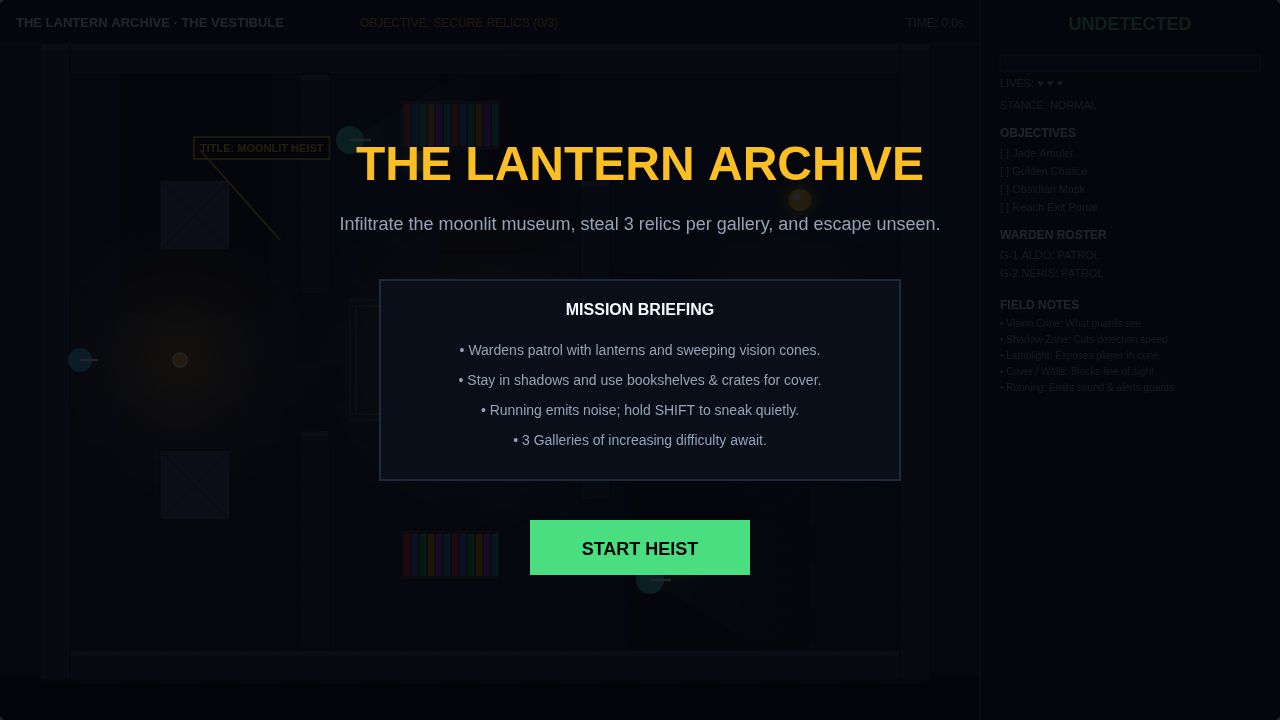 THE LANTERN ARCHIVE · THE VESTIBULE
OBJECTIVE: SECURE RELICS (0/3)
TIME: 0.0s
UNDETECTED
LIVES: ♥ ♥ ♥
STANCE: NORMAL
OBJECTIVES
[ ] Jade Amulet
[ ] Golden Chalice
[ ] Obsidian Mask
[ ] Reach Exit Portal
WARDEN ROSTER
G-1 ALDO: PATROL
G-2 NERIS: PATROL
FIELD NOTES
• Vision Cone: What guards see
• Shadow Zone: Cuts detection speed
• Lamplight: Exposes player in cone
• Cover / Walls: Blocks line of sight
• Running: Emits sound & alerts guards
TITLE: MOONLIT HEIST
THE LANTERN ARCHIVE
Infiltrate the moonlit museum, steal 3 relics per gallery, and escape unseen.
MISSION BRIEFING
• Wardens patrol with lanterns and sweeping vision cones.
• Stay in shadows and use bookshelves & crates for cover.
• Running emits noise; hold SHIFT to sneak quietly.
• 3 Galleries of increasing difficulty await.
START HEIST